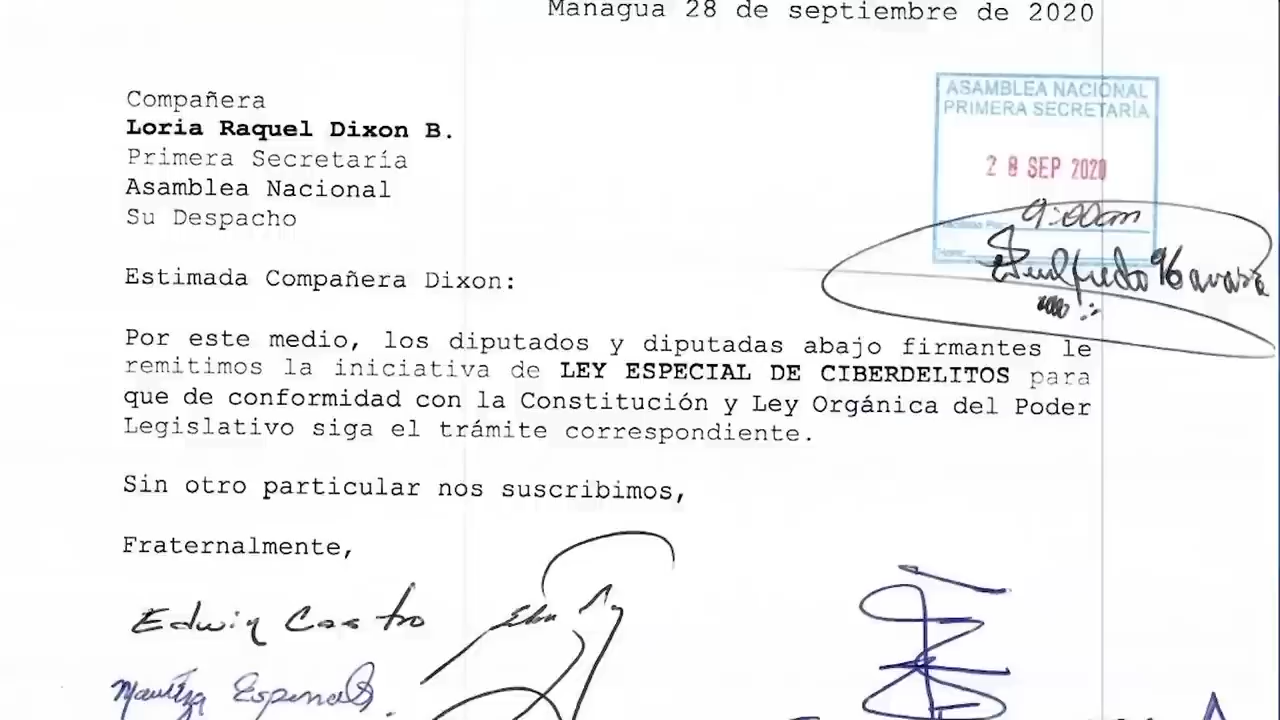 Managua 28 de septiembre de 2020
ASAMBLEA NACIONAL
PRIMERA SECRETARÍA
28 SEP 2020
9:00am
Compañera
Loria Raquel Dixon B.
Primera Secretaría
Asamblea Nacional
Su Despacho
Estimada Compañera Dixon:
Por este medio, los diputados y diputadas abajo firmantes le
remitimos la iniciativa de LEY ESPECIAL DE CIBERDELITOS para
que de conformidad con la Constitución y Ley Orgánica del Poder
Legislativo siga el trámite correspondiente.
Sin otro particular nos suscribimos,
Fraternalmente,
Edwin Castro
Maritza Espinal